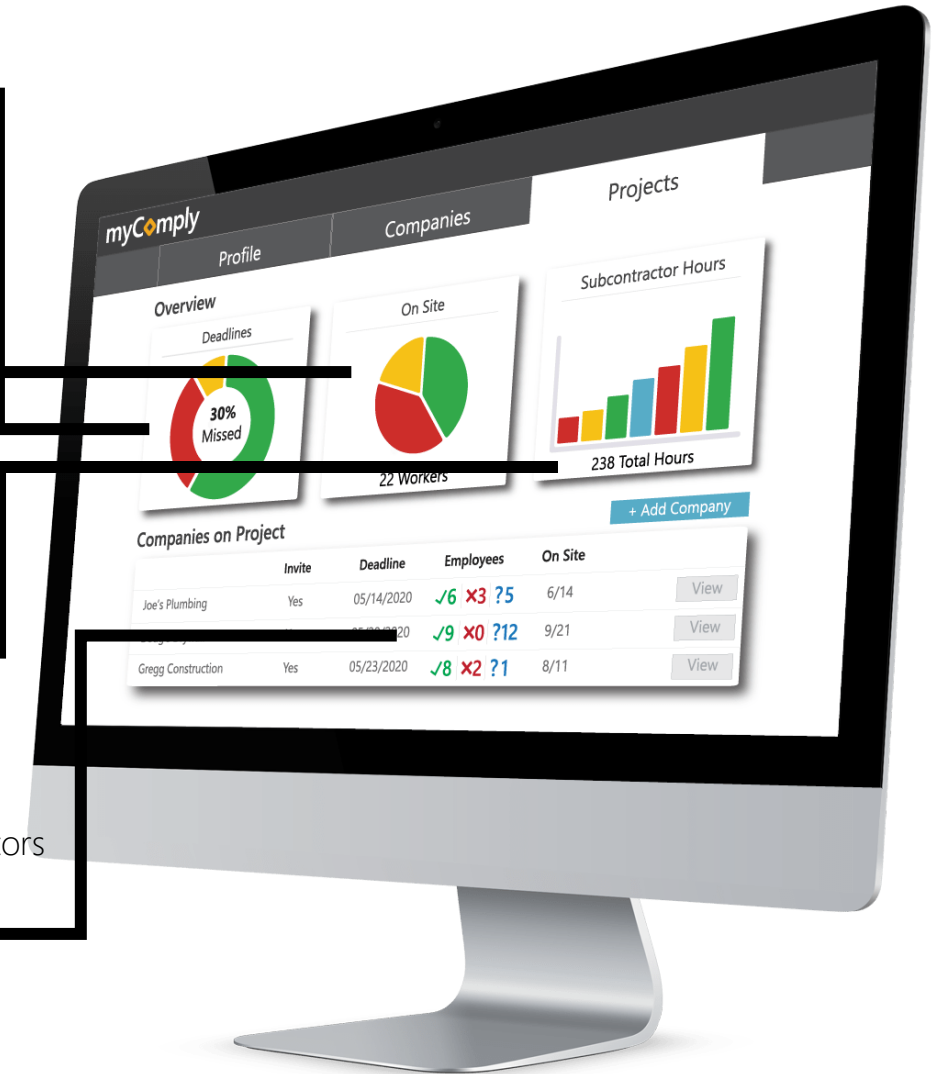 myComply
Profile
Companies
Projects
Overview
Deadlines
30%
Missed
On Site
22 Workers
Subcontractor Hours
238 Total Hours
+ Add Company
Companies on Project
Invite Deadline Employees On Site
Joe's Plumbing Yes 05/14/2020 ✓6 ×3 ?5 6/14 View
✓9 ×0 ?12 9/21 View
Gregg Construction Yes 05/23/2020 ✓8 ×2 ?1 8/11 View